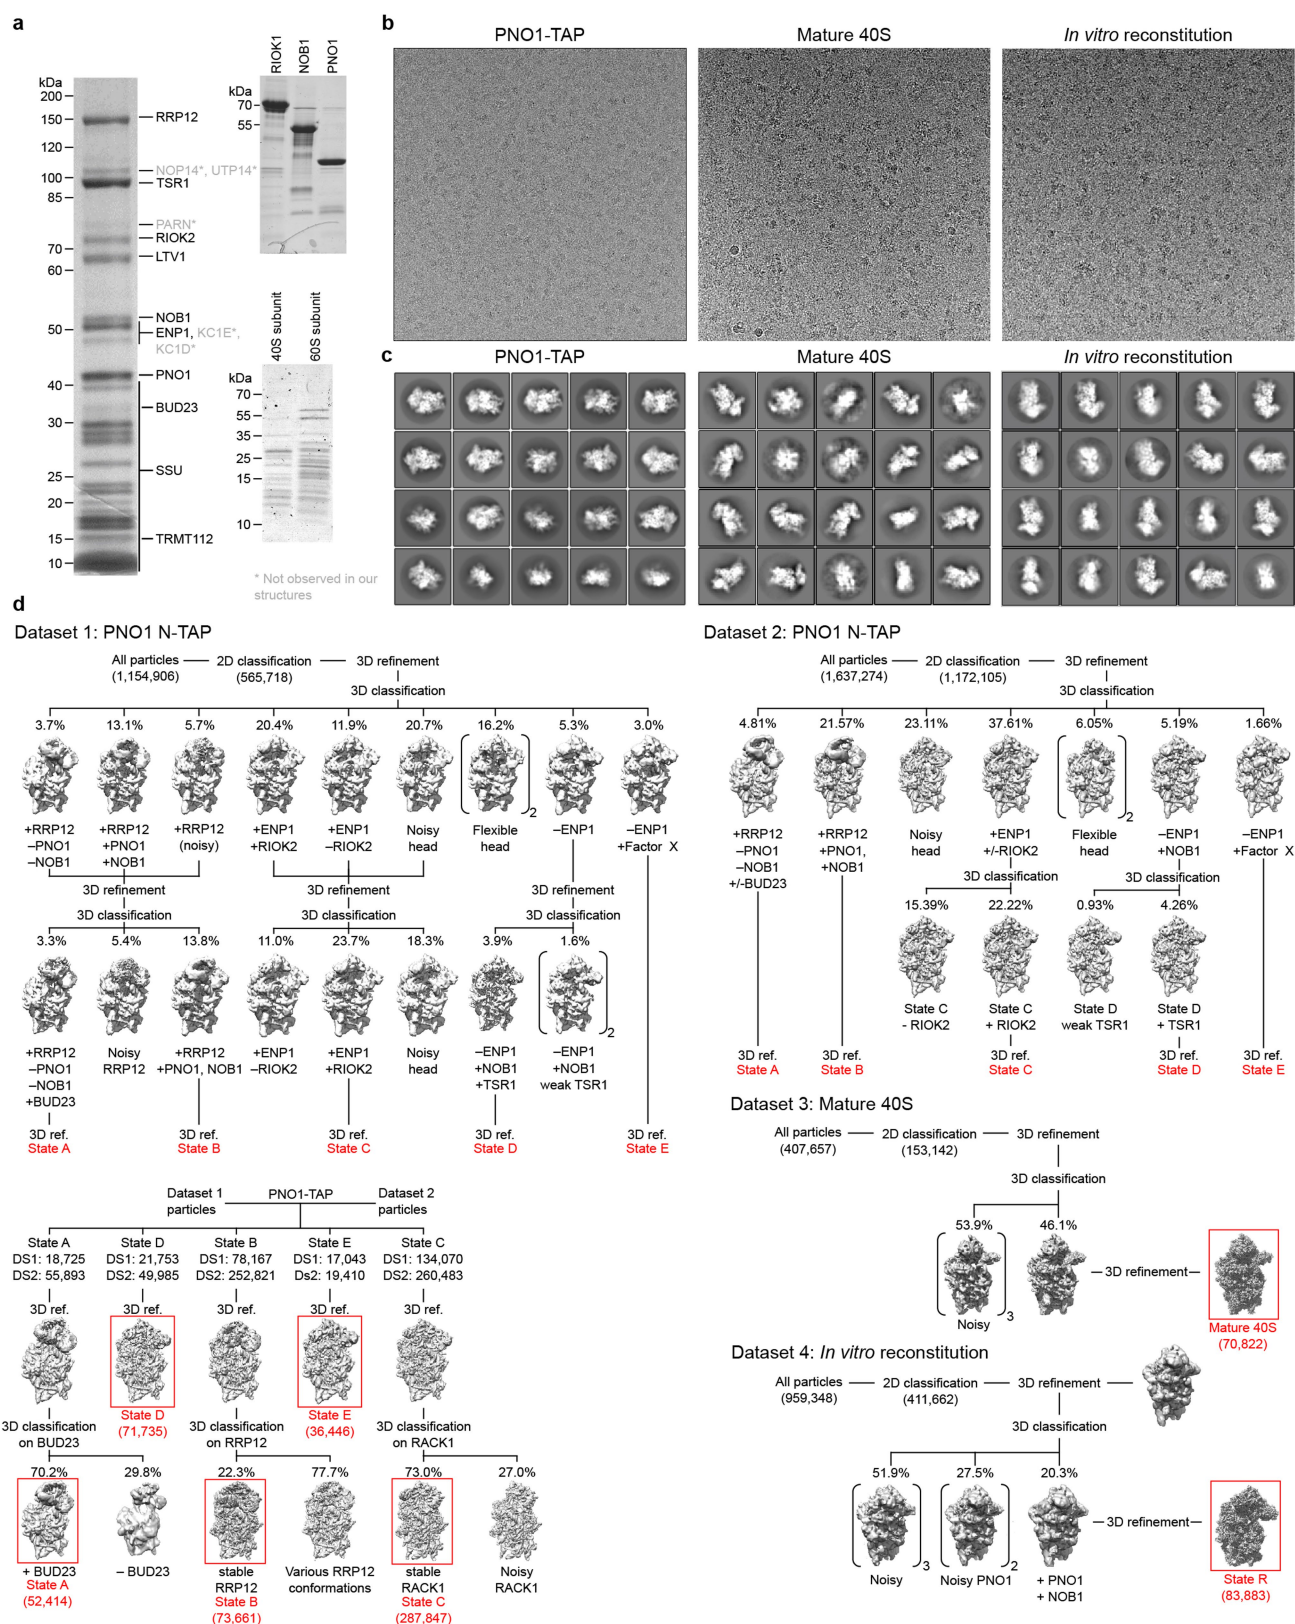 a
kDa
200
150
120
100
85
70
60
50
40
30
25
20
15
10
RRP12
NOP14*, UTP14*
TSR1
PARN*
RIOK2
LTV1
NOB1
ENP1, KC1E*,
KC1D*
PNO1
BUD23
SSU
TRMT112
RIOK1
NOB1
PNO1
kDa
70
55
40S subunit
60S subunit
kDa
70
55
35
25
15
10
* Not observed in our
structures
b
PNO1-TAP
Mature 40S
In vitro reconstitution
c
PNO1-TAP
Mature 40S
In vitro reconstitution
d
Dataset 1: PNO1 N-TAP
All particles
(1,154,906)
2D classification
(565,718)
3D refinement
3D classification
3.7% 13.1% 5.7% 20.4% 11.9% 20.7% 16.2% 5.3% 3.0%
2
+RRP12
–PNO1
–NOB1
+RRP12
+PNO1
+NOB1
+RRP12
(noisy)
+ENP1
+RIOK2
+ENP1
–RIOK2
Noisy
head
Flexible
head
–ENP1
–ENP1
+Factor X
3D refinement
3D classification
3D refinement
3D classification
3D refinement
3D classification
3.3% 5.4% 13.8% 11.0% 23.7% 18.3% 3.9% 1.6%
2
+RRP12
–PNO1
–NOB1
+BUD23
Noisy
RRP12
+RRP12
+PNO1, NOB1
+ENP1
–RIOK2
+ENP1
+RIOK2
Noisy
head
–ENP1
+NOB1
+TSR1
–ENP1
+NOB1
weak TSR1
3D ref.
State A
3D ref.
State B
3D ref.
State C
3D ref.
State D
3D ref.
State E
Dataset 2: PNO1 N-TAP
All particles
(1,637,274)
2D classification
(1,172,105)
3D refinement
3D classification
4.81% 21.57% 23.11% 37.61% 6.05% 5.19% 1.66%
2
+RRP12
–PNO1
–NOB1
+/-BUD23
+RRP12
+PNO1,
+NOB1
Noisy
head
+ENP1
+/-RIOK2
Flexible
head
–ENP1
+NOB1
–ENP1
+Factor X
3D classification
3D classification
15.39% 22.22% 0.93% 4.26%
State C
- RIOK2
State C
+ RIOK2
State D
weak TSR1
State D
+ TSR1
3D ref.
State A
3D ref.
State B
3D ref.
State C
3D ref.
State D
3D ref.
State E
Dataset 1
particles
PNO1-TAP
Dataset 2
particles
State A
DS1: 18,725
DS2: 55,893
State D
DS1: 21,753
DS2: 49,985
State B
DS1: 78,167
DS2: 252,821
State E
DS1: 17,043
Ds2: 19,410
State C
DS1: 134,070
DS2: 260,483
3D ref.
3D ref.
3D ref.
3D ref.
3D ref.
State D
(71,735)
State E
(36,446)
3D classification
on BUD23
3D classification
on RRP12
3D classification
on RACK1
70.2% 29.8% 22.3% 77.7% 73.0% 27.0%
+ BUD23
State A
(52,414)
– BUD23
stable
RRP12
State B
(73,661)
Various RRP12
conformations
stable
RACK1
State C
(287,847)
Noisy
RACK1
Dataset 3: Mature 40S
All particles
(407,657)
2D classification
(153,142)
3D refinement
3D classification
53.9% 46.1%
3
Noisy
3D refinement
Mature 40S
(70,822)
Dataset 4: In vitro reconstitution
All particles
(959,348)
2D classification
(411,662)
3D refinement
3D classification
51.9% 27.5% 20.3%
3
2
Noisy
Noisy PNO1
+ PNO1
+ NOB1
3D refinement
State R
(83,883)